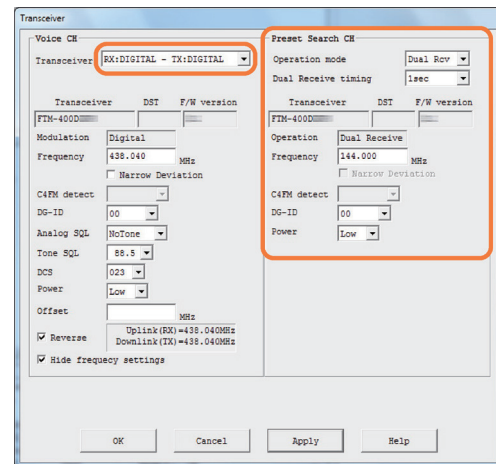 Transceiver
Voice CH
Transceiver RX:DIGITAL - TX:DIGITAL
Transceiver DST F/W version
FTM-400D
Modulation Digital
Frequency 438.040 MHz
Narrow Deviation
C4FM detect
DG-ID 00
Analog SQL NoTone
Tone SQL 88.5
DCS 023
Power Low
Offset MHz
Reverse Uplink(RX)=438.040MHz
Downlink(TX)=438.040MHz
Hide frequecy settings
Preset Search CH
Operation mode Dual Rcv
Dual Receive timing 1sec
Transceiver DST F/W version
FTM-400D
Operation Dual Receive
Frequency 144.000 MHz
Narrow Deviation
C4FM detect
DG-ID 00
Power Low
OK Cancel Apply Help